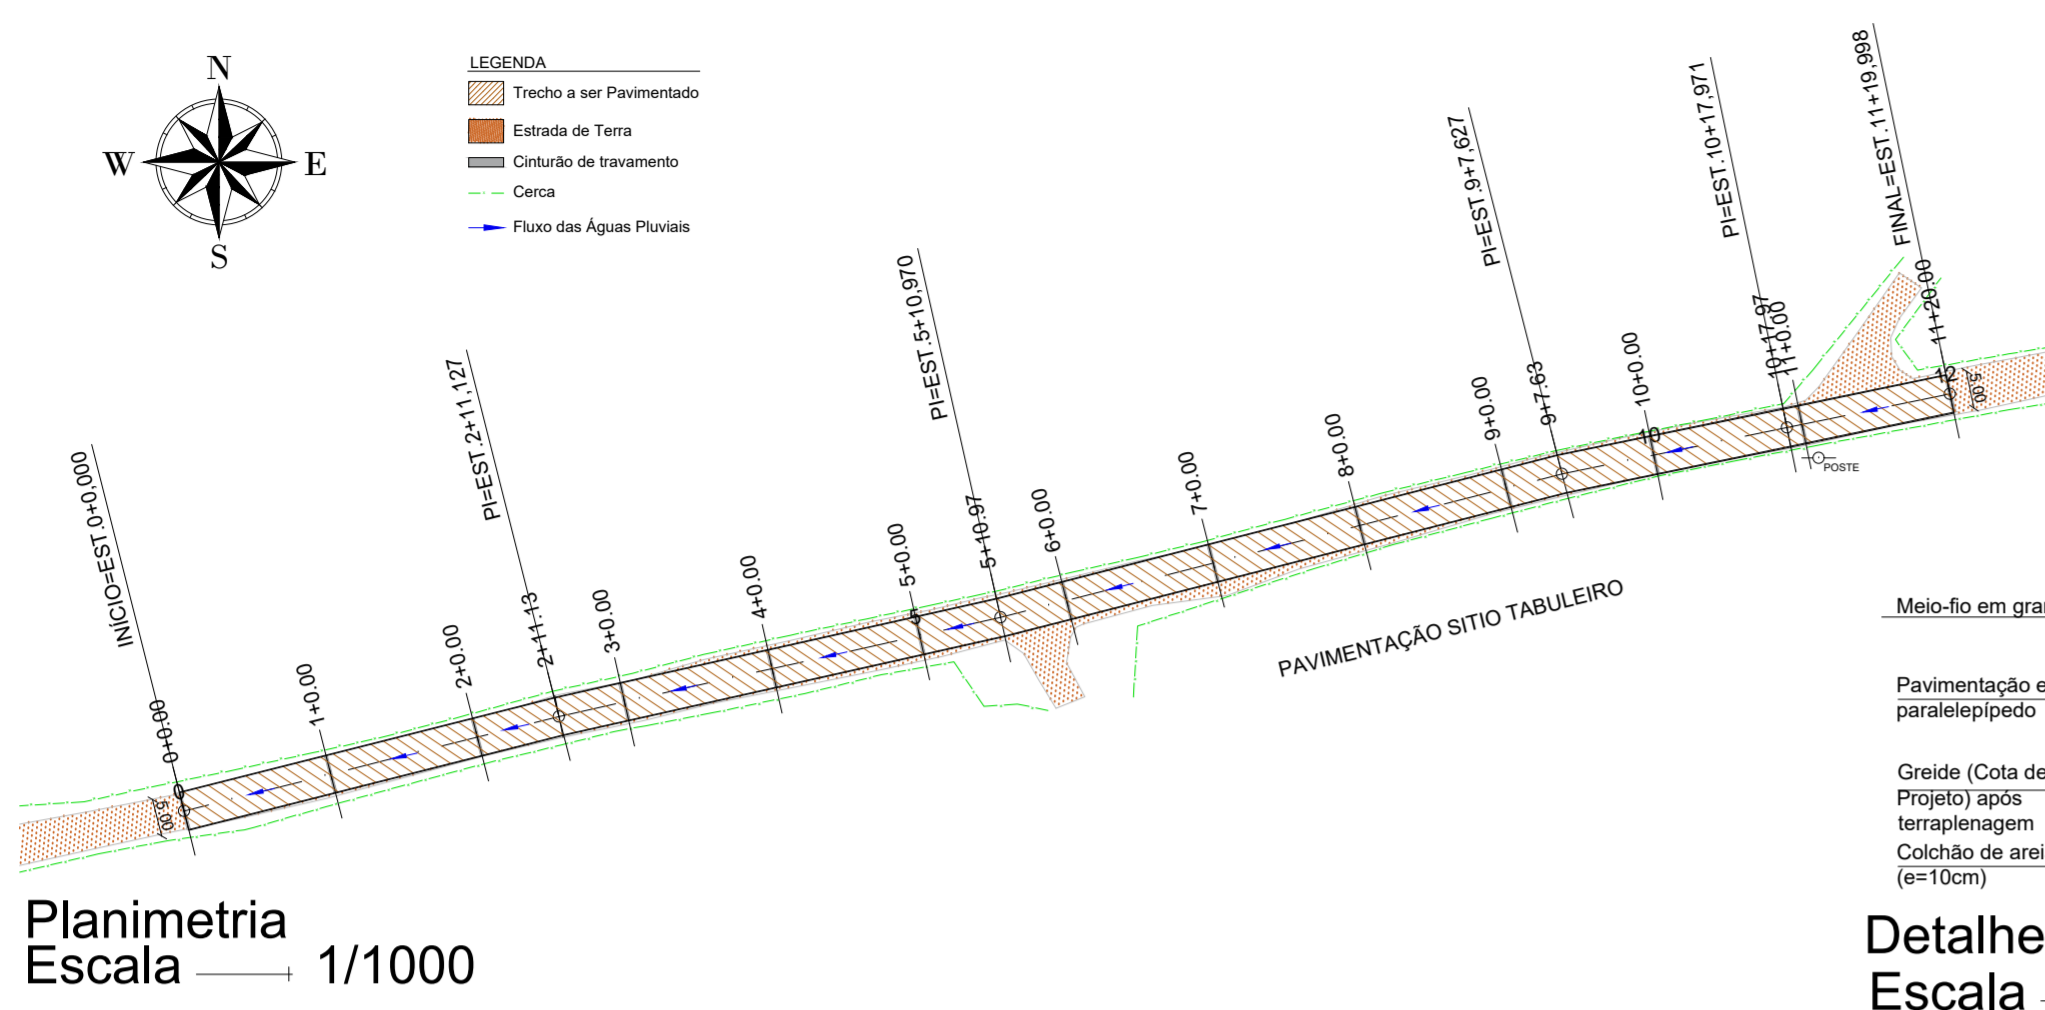 N
W
E
S
LEGENDA
Trecho a ser Pavimentado
Estrada de Terra
Cinturão de travamento
Cerca
Fluxo das Águas Pluviais
INÍCIO=EST.0+0,000
PI=EST.2+11,127
PI=EST.5+10,970
PI=EST.9+7,627
PI=EST.10+17,971
FINAL=EST.11+19,998
0+0.00
1+0.00
2+0.00
2+11.13
3+0.00
4+0.00
5+0.00
5+10.97
6+0.00
7+0.00
8+0.00
9+0.00
9+7.63
10+0.00
10+17.97
11+0.00
11+20.00
0
5
10
12
5.00
5.00
POSTE
PAVIMENTAÇÃO SITIO TABULEIRO
Meio-fio em gra
Pavimentação e
paralelepípedo
Greide (Cota de
Projeto) após
terraplenagem
Colchão de arei
(e=10cm)
Planimetria
Escala 1/1000
Detalhe
Escala